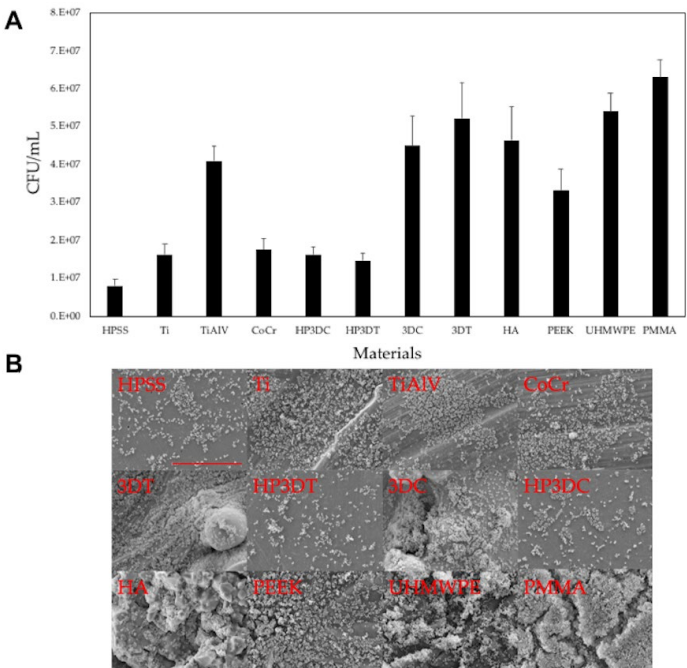 A
8.E+07
7.E+07
6.E+07
5.E+07
4.E+07
3.E+07
2.E+07
1.E+07
0.E+00
CFU/mL
HPSS Ti TiAlV CoCr HP3DC HP3DT 3DC 3DT HA PEEK UHMWPE PMMA
Materials
B
HPSS Ti TiAlV CoCr
3DT HP3DT 3DC HP3DC
HA PEEK UHMWPE PMMA